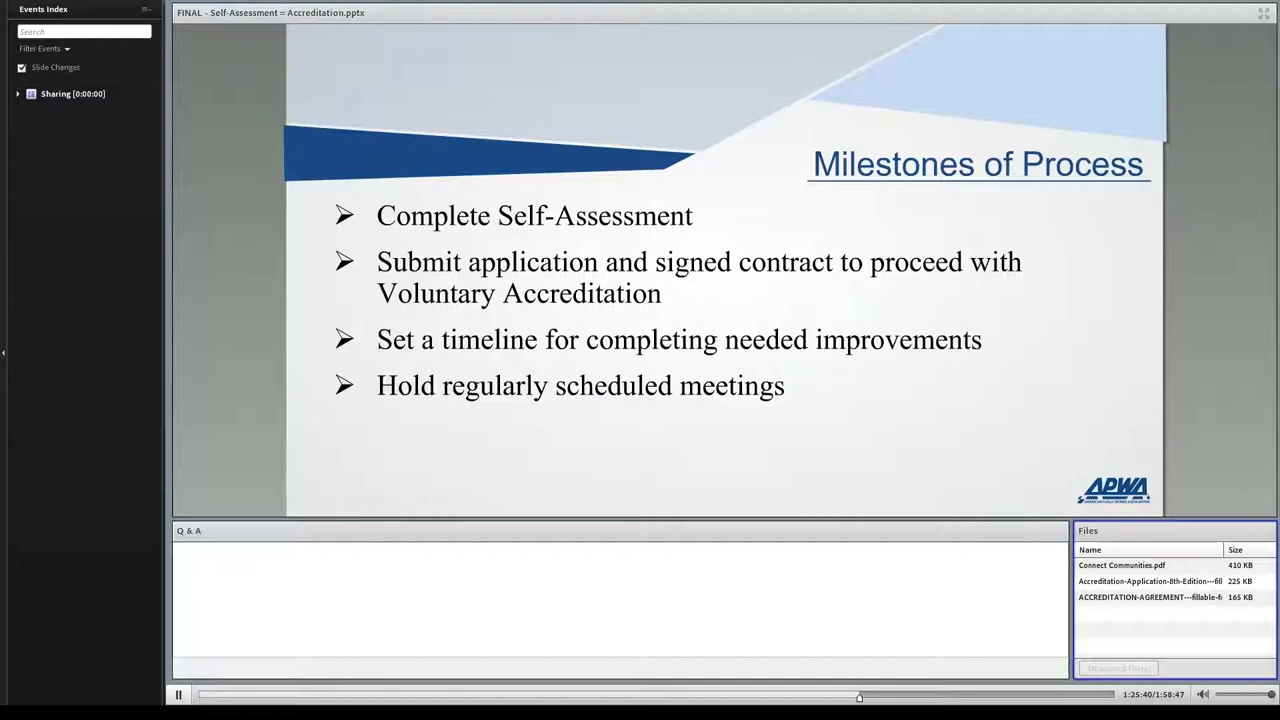 Events Index
Search
Filter Events
Slide Changes
Sharing [0:00:00]
FINAL - Self-Assessment = Accreditation.pptx
Milestones of Process
Complete Self-Assessment
Submit application and signed contract to proceed with
Voluntary Accreditation
Set a timeline for completing needed improvements
Hold regularly scheduled meetings
APWA
Q & A
Files
Name Size
Connect Communities.pdf 410 KB
Accreditation-Application-8th-Edition---fill 225 KB
ACCREDITATION-AGREEMENT---fillable-f 165 KB
1:25:40/1:58:47